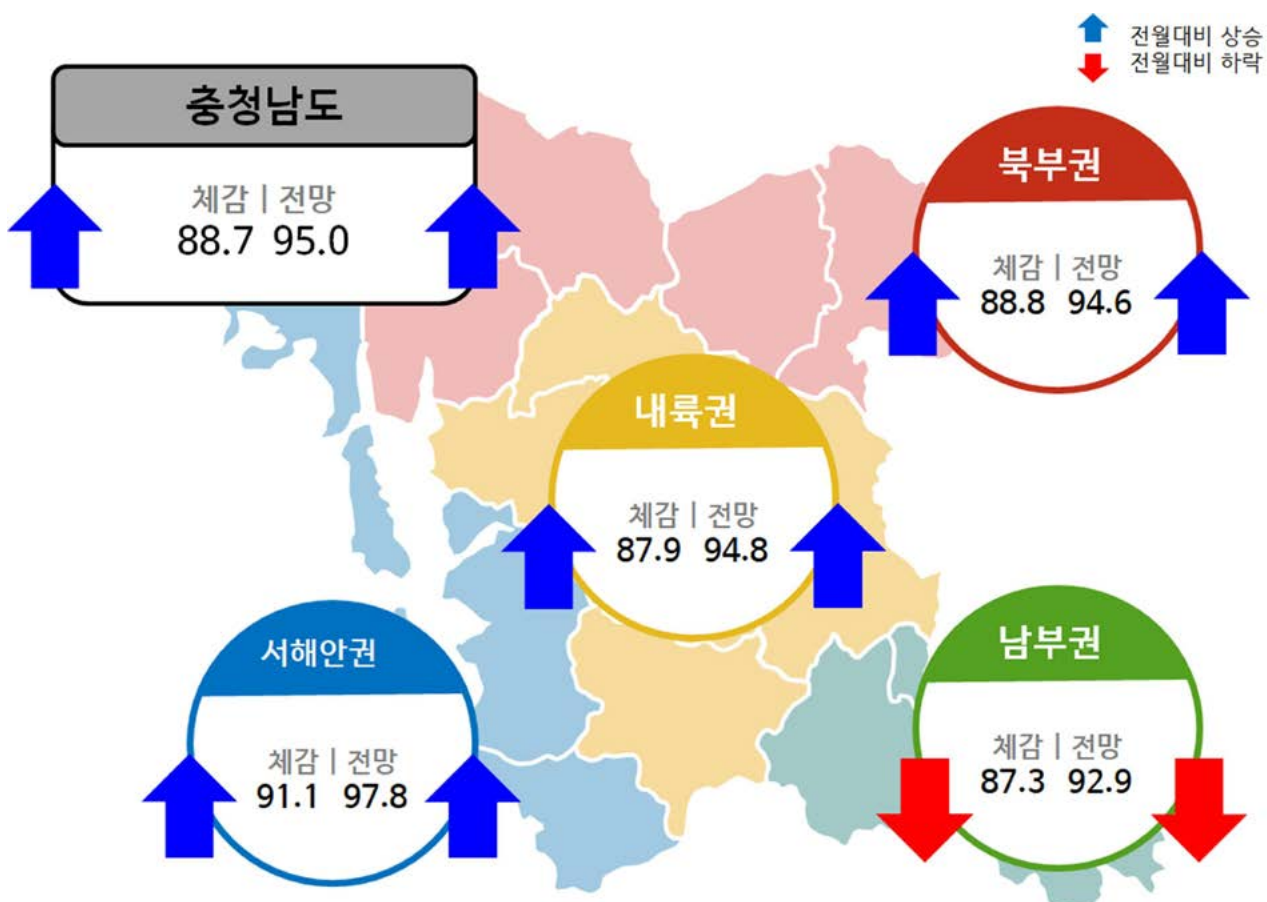 전월대비 상승
전월대비 하락
충청남도
체감 | 전망
88.7 95.0
북부권
체감 | 전망
88.8 94.6
내륙권
체감 | 전망
87.9 94.8
서해안권
체감 | 전망
91.1 97.8
남부권
체감 | 전망
87.3 92.9